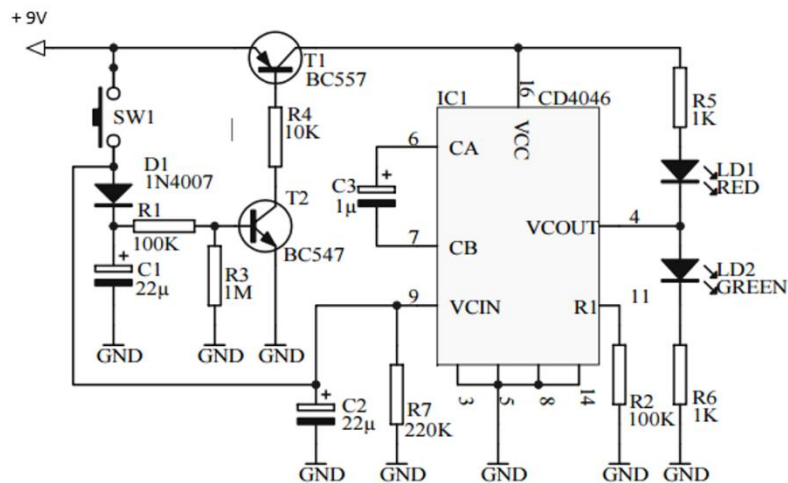 + 9V
T1
BC557
SW1
R4
10K
IC1
CD4046
16
VCC
R5
1K
D1
1N4007
6
CA
C3
1µ
+
LD1
RED
T2
R1
100K
VCOUT
4
BC547
7
CB
+
C1
22µ
R3
1M
LD2
GREEN
9
VCIN
R1
11
GND
GND
GND
+
C2
22µ
R7
220K
3
5
8
14
R2
100K
R6
1K
GND
GND
GND
GND
GND